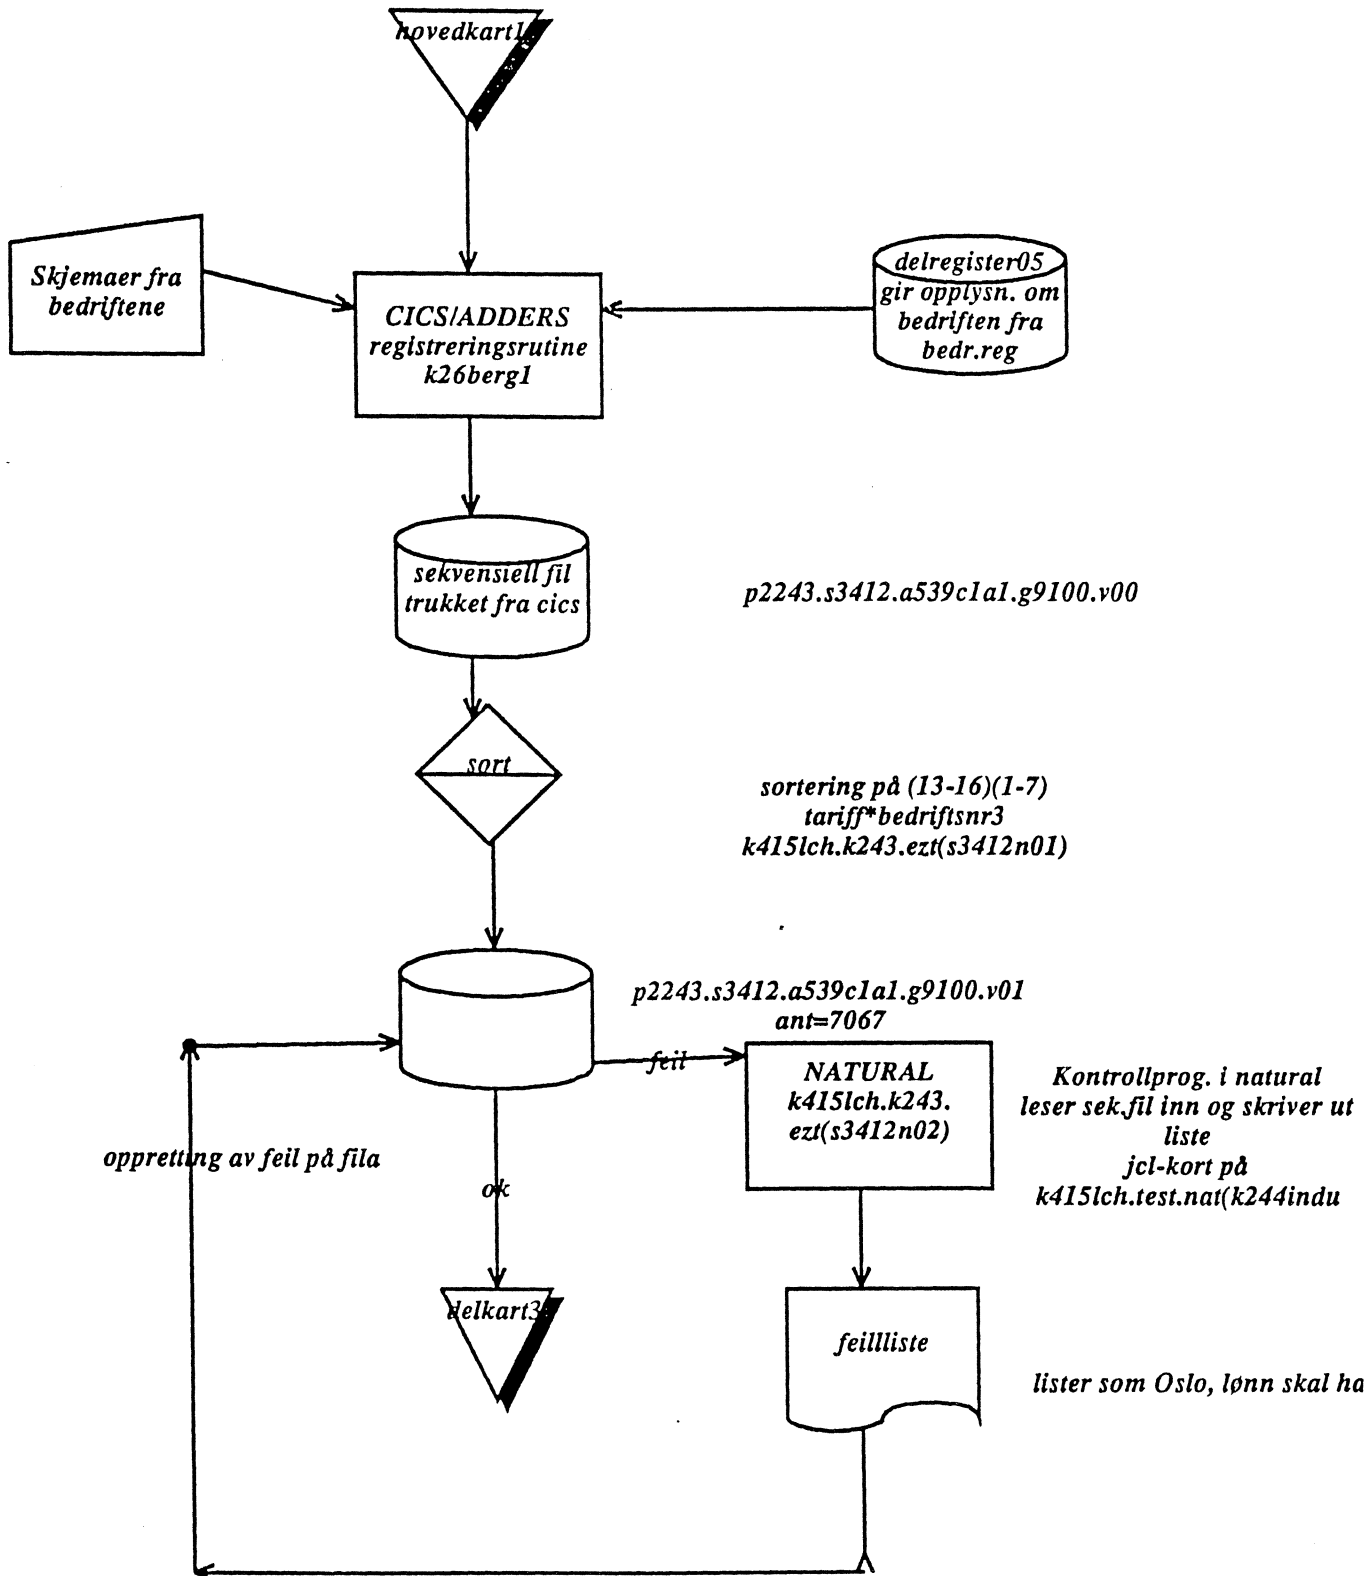 hovedkart1
Skjemaer fra
bedriftene
CICS/ADDERS
registreringsrutine
k26berg1
delregister05
gir opplysn. om
bedriften fra
bedr.reg
sekvensiell fil
trukket fra cics
p2243.s3412.a539c1a1.g9100.v00
sort
sortering på (13-16)(1-7)
tariff*bedriftsnr3
k415lch.k243.ezt(s3412n01)
p2243.s3412.a539c1a1.g9100.v01
ant=7067
feil
NATURAL
k415lch.k243.
ezt(s3412n02)
Kontrollprog. i natural
leser sek.fil inn og skriver ut
liste
jcl-kort på
k415lch.test.nat(k244indu
oppretting av feil på fila
ok
delkart3
feillliste
lister som Oslo, lønn skal ha